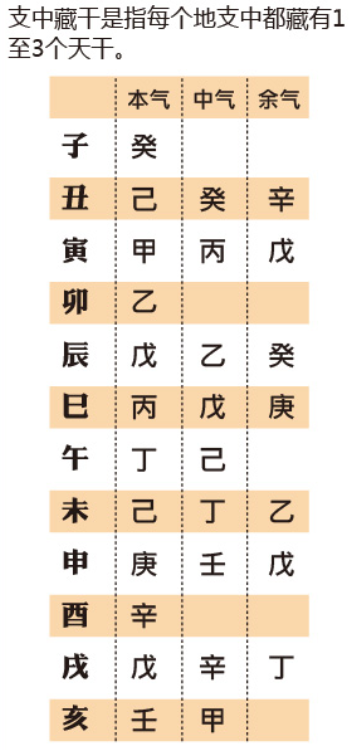 支中藏干是指每个地支中都藏有1
至3个天干。
本气 中气 余气
子 癸
丑 己 癸 辛
寅 甲 丙 戊
卯 乙
辰 戊 乙 癸
巳 丙 戊 庚
午 丁 己
未 己 丁 乙
申 庚 壬 戊
酉 辛
戌 戊 辛 丁
亥 壬 甲